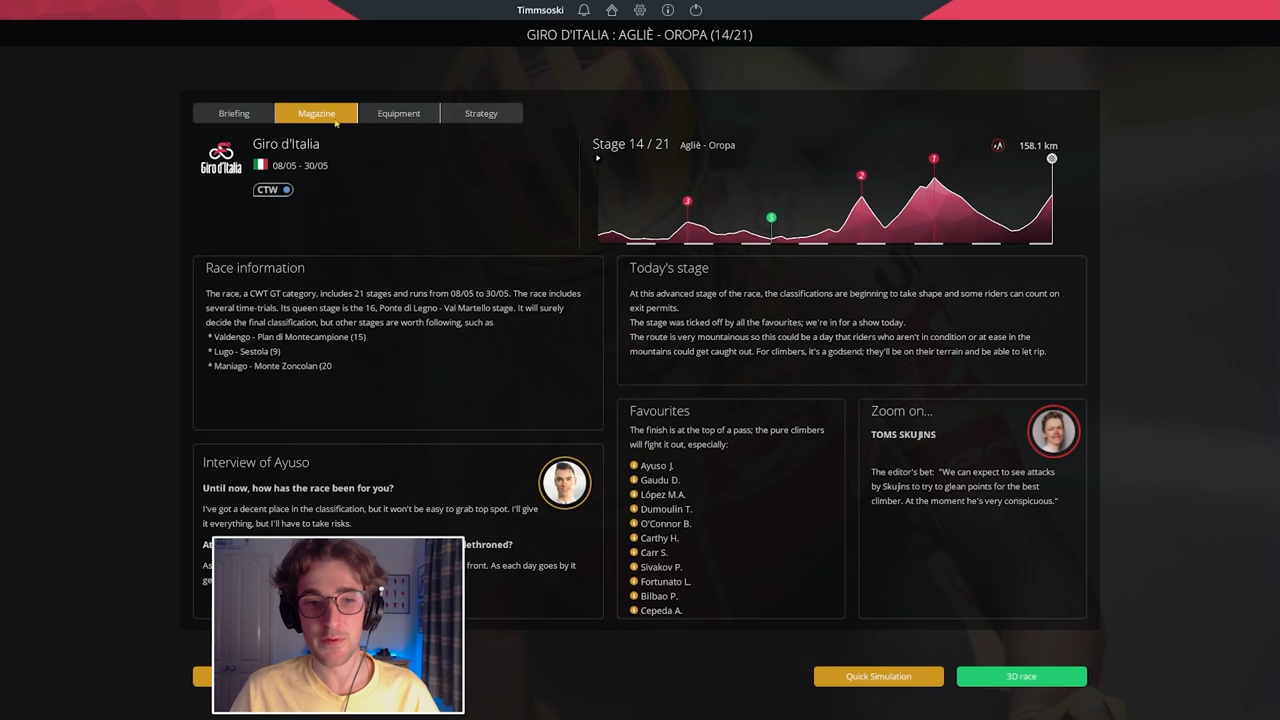 Timmsoski
GIRO D'ITALIA : AGLIÈ - OROPA (14/21)
Briefing
Magazine
Equipment
Strategy
Giro d'Italia
Giro d'Italia
08/05 - 30/05
CTW
Stage 14 / 21 Agliè - Oropa
158.1 km
3
S
2
1
Race information
The race, a CWT GT category, includes 21 stages and runs from 08/05 to 30/05. The race includes
several time-trials. Its queen stage is the 16, Ponte di Legno - Val Martello stage. It will surely
decide the final classification, but other stages are worth following, such as
* Valdengo - Plan di Montecampione (15)
* Lugo - Sestola (9)
* Maniago - Monte Zoncolan (20
Today's stage
At this advanced stage of the race, the classifications are beginning to take shape and some riders can count on
exit permits.
The stage was ticked off by all the favourites; we're in for a show today.
The route is very mountainous so this could be a day that riders who aren't in condition or at ease in the
mountains could get caught out. For climbers, it's a godsend; they'll be on their terrain and be able to let rip.
Interview of Ayuso
Until now, how has the race been for you?
I've got a decent place in the classification, but it won't be easy to grab top spot. I'll give
it everything, but I'll have to take risks.
dethroned?
front. As each day goes by it
Favourites
The finish is at the top of a pass; the pure climbers
will fight it out, especially:
Ayuso J.
Gaudu D.
López M.A.
Dumoulin T.
O'Connor B.
Carthy H.
Carr S.
Sivakov P.
Fortunato L.
Bilbao P.
Cepeda A.
Zoom on...
TOMS SKUJINS
The editor's bet: "We can expect to see attacks
by Skujins to try to glean points for the best
climber. At the moment he's very conspicuous."
Quick Simulation
3D race